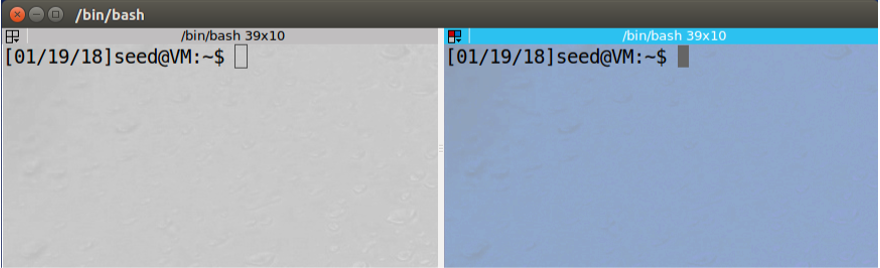 /bin/bash
/bin/bash 39x10
[01/19/18]seed@VM:~$
/bin/bash 39x10
[01/19/18]seed@VM:~$